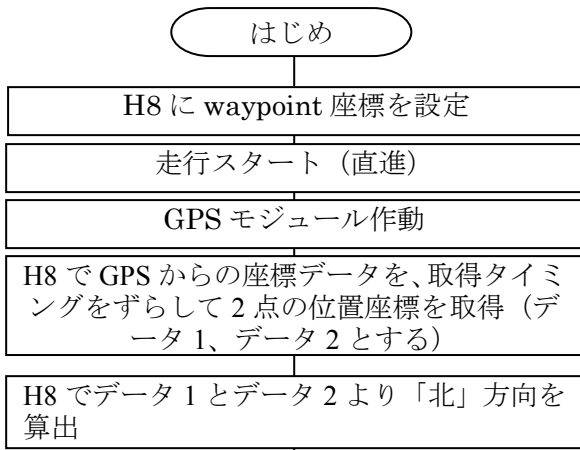 はじめ
H8 に waypoint 座標を設定
走行スタート（直進）
GPS モジュール作動
H8 で GPS からの座標データを、取得タイミ
ングをずらして 2 点の位置座標を取得（デ
ータ 1、データ 2 とする）
H8 でデータ 1 とデータ 2 より「北」方向を
算出